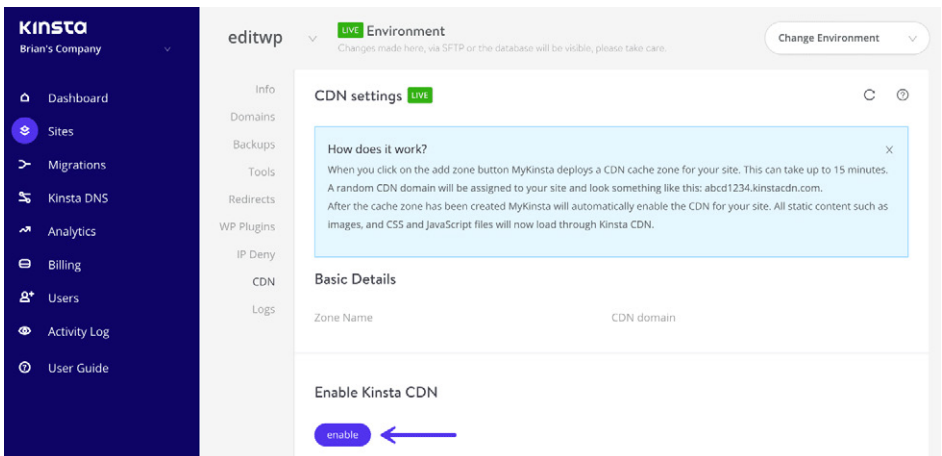 KINSTA
Brian's Company
Dashboard
Sites
Migrations
Kinsta DNS
Analytics
Billing
Users
Activity Log
User Guide
editwp
LIVE Environment
Changes made here, via SFTP or the database will be visible, please take care.
Change Environment
Info
Domains
Backups
Tools
Redirects
WP Plugins
IP Deny
CDN
Logs
CDN settings LIVE
How does it work? X
When you click on the add zone button MyKinsta deploys a CDN cache zone for your site. This can take up to 15 minutes.
A random CDN domain will be assigned to your site and look something like this: abcd1234.kinstacdn.com.
After the cache zone has been created MyKinsta will automatically enable the CDN for your site. All static content such as
images, and CSS and JavaScript files will now load through Kinsta CDN.
Basic Details
Zone Name CDN domain
Enable Kinsta CDN
enable